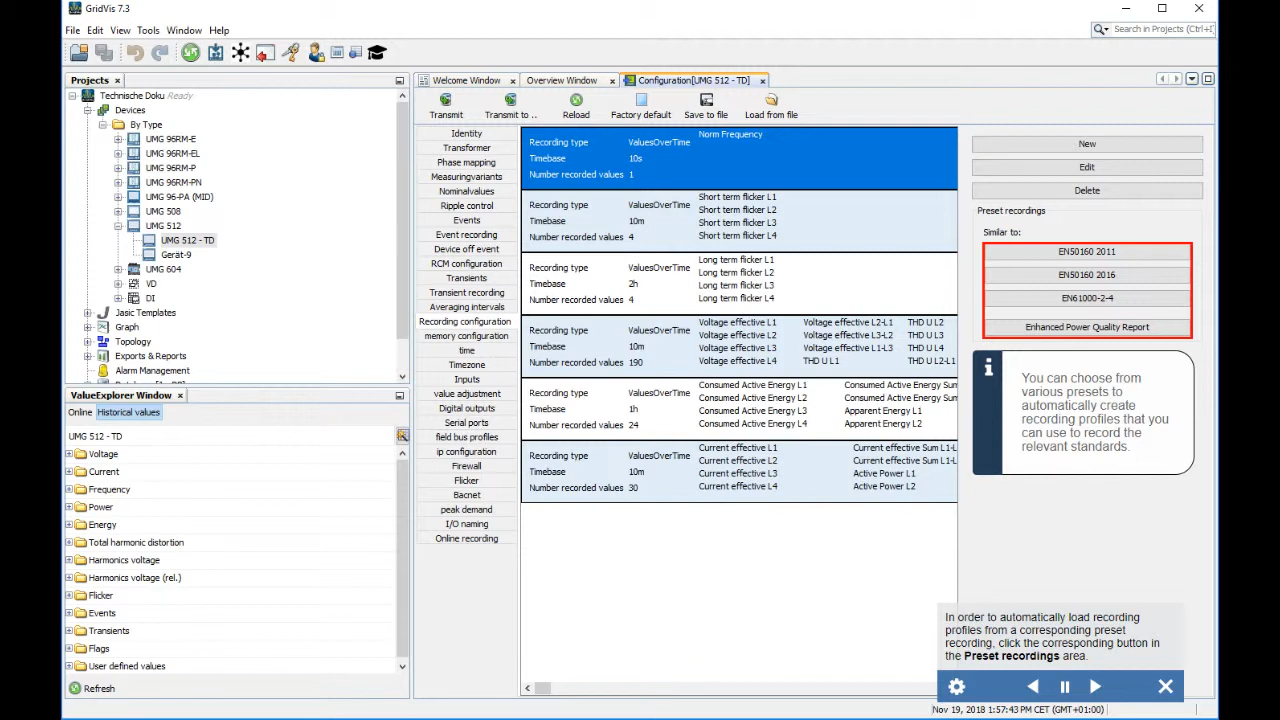 GridVis 7.3
File Edit View Tools Window Help
Search in Projects (Ctrl+I)
Projects
Technische Doku Ready
Devices
By Type
UMG 96RM-E
UMG 96RM-EL
UMG 96RM-P
UMG 96RM-PN
UMG 96-PA (MID)
UMG 508
UMG 512
UMG 512 - TD
Gerät-9
UMG 604
VD
DI
Jasic Templates
Graph
Topology
Exports & Reports
Alarm Management
ValueExplorer Window
Online Historical values
UMG 512 - TD
Voltage
Current
Frequency
Power
Energy
Total harmonic distortion
Harmonics voltage
Harmonics voltage (rel.)
Flicker
Events
Transients
Flags
User defined values
Refresh
Welcome Window Overview Window Configuration[UMG 512 - TD]
Transmit Transmit to .. Reload Factory default Save to file Load from file
Identity
Transformer
Phase mapping
Measuringvariants
Nominalvalues
Ripple control
Events
Event recording
Device off event
RCM configuration
Transients
Transient recording
Averaging intervals
Recording configuration
memory configuration
time
Timezone
Inputs
value adjustment
Digital outputs
Serial ports
field bus profiles
ip configuration
Firewall
Flicker
Bacnet
peak demand
I/O naming
Online recording
Norm Frequency
Recording type ValuesOverTime
Timebase 10s
Number recorded values 1
Short term flicker L1
Recording type ValuesOverTime Short term flicker L2
Timebase 10m Short term flicker L3
Number recorded values 4 Short term flicker L4
Long term flicker L1
Recording type ValuesOverTime Long term flicker L2
Timebase 2h Long term flicker L3
Number recorded values 4 Long term flicker L4
Voltage effective L1 Voltage effective L2-L1 THD U L2
Recording type ValuesOverTime Voltage effective L2 Voltage effective L3-L2 THD U L3
Timebase 10m Voltage effective L3 Voltage effective L1-L3 THD U L4
Number recorded values 190 Voltage effective L4 THD U L1 THD U L2-L1
Consumed Active Energy L1 Consumed Active Energy Sum
Recording type ValuesOverTime Consumed Active Energy L2 Consumed Active Energy Sum
Timebase 1h Consumed Active Energy L3 Apparent Energy L1
Number recorded values 24 Consumed Active Energy L4 Apparent Energy L2
Current effective L1 Current effective Sum L1-L
Recording type ValuesOverTime Current effective L2 Current effective Sum L1-L
Timebase 10m Current effective L3 Active Power L1
Number recorded values 30 Current effective L4 Active Power L2
New
Edit
Delete
Preset recordings
Similar to:
EN50160 2011
EN50160 2016
EN61000-2-4
Enhanced Power Quality Report
You can choose from
various presets to
automatically create
recording profiles that you
can use to record the
relevant standards.
In order to automatically load recording
profiles from a corresponding preset
recording, click the corresponding button in
the Preset recordings area.
Nov 19, 2018 1:57:43 PM CET (GMT+01:00)